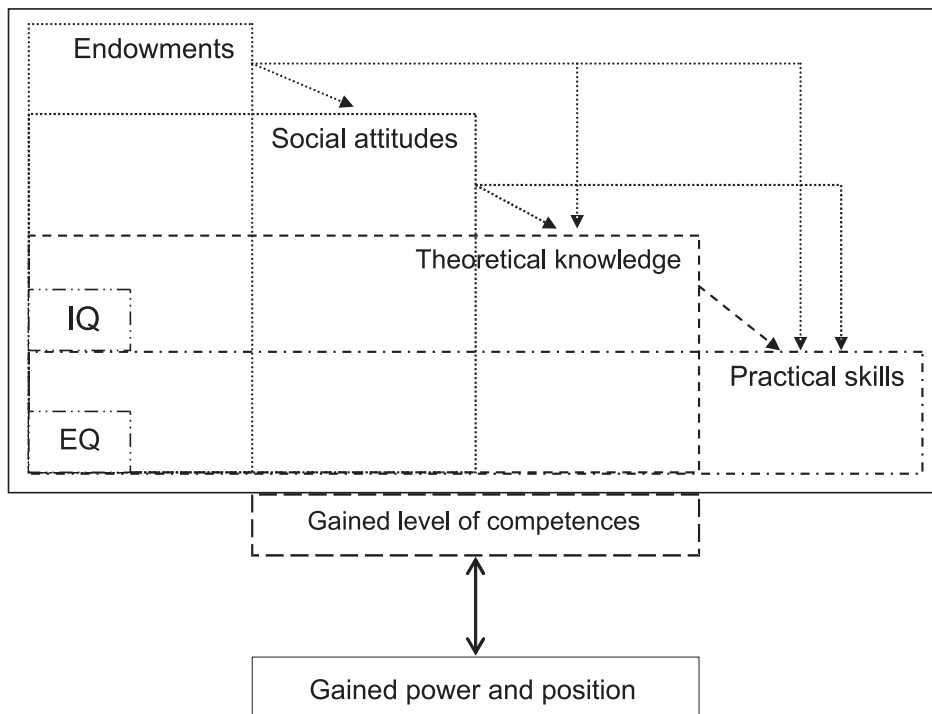 Endowments
Social attitudes
Theoretical knowledge
IQ
Practical skills
EQ
Gained level of competences
Gained power and position